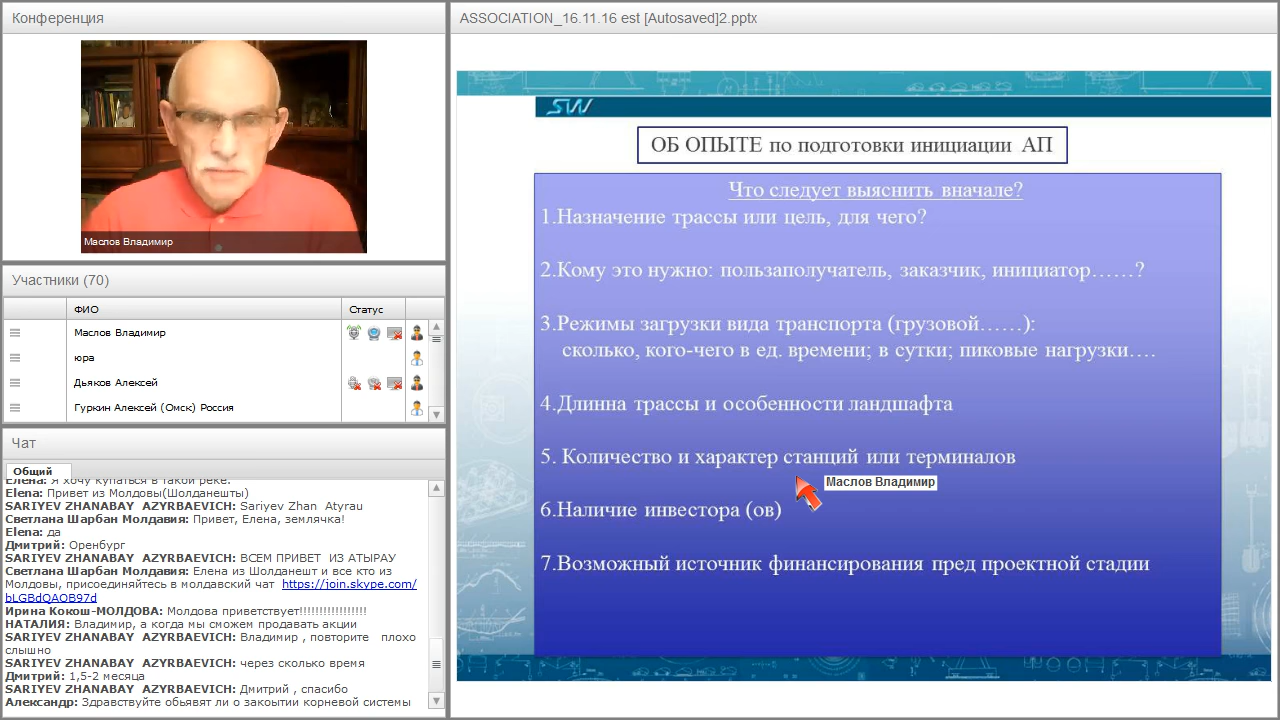 Конференция
Маслов Владимир
Участники (70)
ФИО
Статус
Маслов Владимир
юра
Дьяков Алексей
Гуркин Алексей (Омск) Россия
Чат
Общий
Elena: Я хочу купаться в такой реке.
Elena: Привет из Молдовы(Шолданешты)
SARIYEV ZHANABAY AZYRBAEVICH: Sariyev Zhan Atyrau
Светлана Шарбан Молдавия: Привет, Елена, землячка!
Elena: да
Дмитрий: Оренбург
SARIYEV ZHANABAY AZYRBAEVICH: ВСЕМ ПРИВЕТ ИЗ АТЫРАУ
Светлана Шарбан Молдавия: Елена из Шолданешт и все кто из
Молдовы, присоединяйтесь в молдавский чат https://join.skype.com/
bLGBdQAOB97d
Ирина Кокош-МОЛДОВА: Молдова приветствует!!!!!!!!!!!!!!!!!
НАТАЛИЯ: Владимир, а когда мы сможем продавать акции
SARIYEV ZHANABAY AZYRBAEVICH: Владимир , повторите плохо
слышно
SARIYEV ZHANABAY AZYRBAEVICH: через сколько время
Дмитрий: 1,5-2 месяца
SARIYEV ZHANABAY AZYRBAEVICH: Дмитрий , спасибо
Александр: Здравствуйте обьявят ли о закоытии корневой системы
ASSOCIATION_16.11.16 est [Autosaved]2.pptx
SW
ОБ ОПЫТЕ по подготовки инициации АП
Что следует выяснить вначале?
1.Назначение трассы или цель, для чего?
2.Кому это нужно: пользаполучатель, заказчик, инициатор……?
3.Режимы загрузки вида транспорта (грузовой……):
сколько, кого-чего в ед. времени; в сутки; пиковые нагрузки….
4.Длинна трассы и особенности ландшафта
5. Количество и характер станций или терминалов
Маслов Владимир
6.Наличие инвестора (ов)
7.Возможный источник финансирования пред проектной стадии